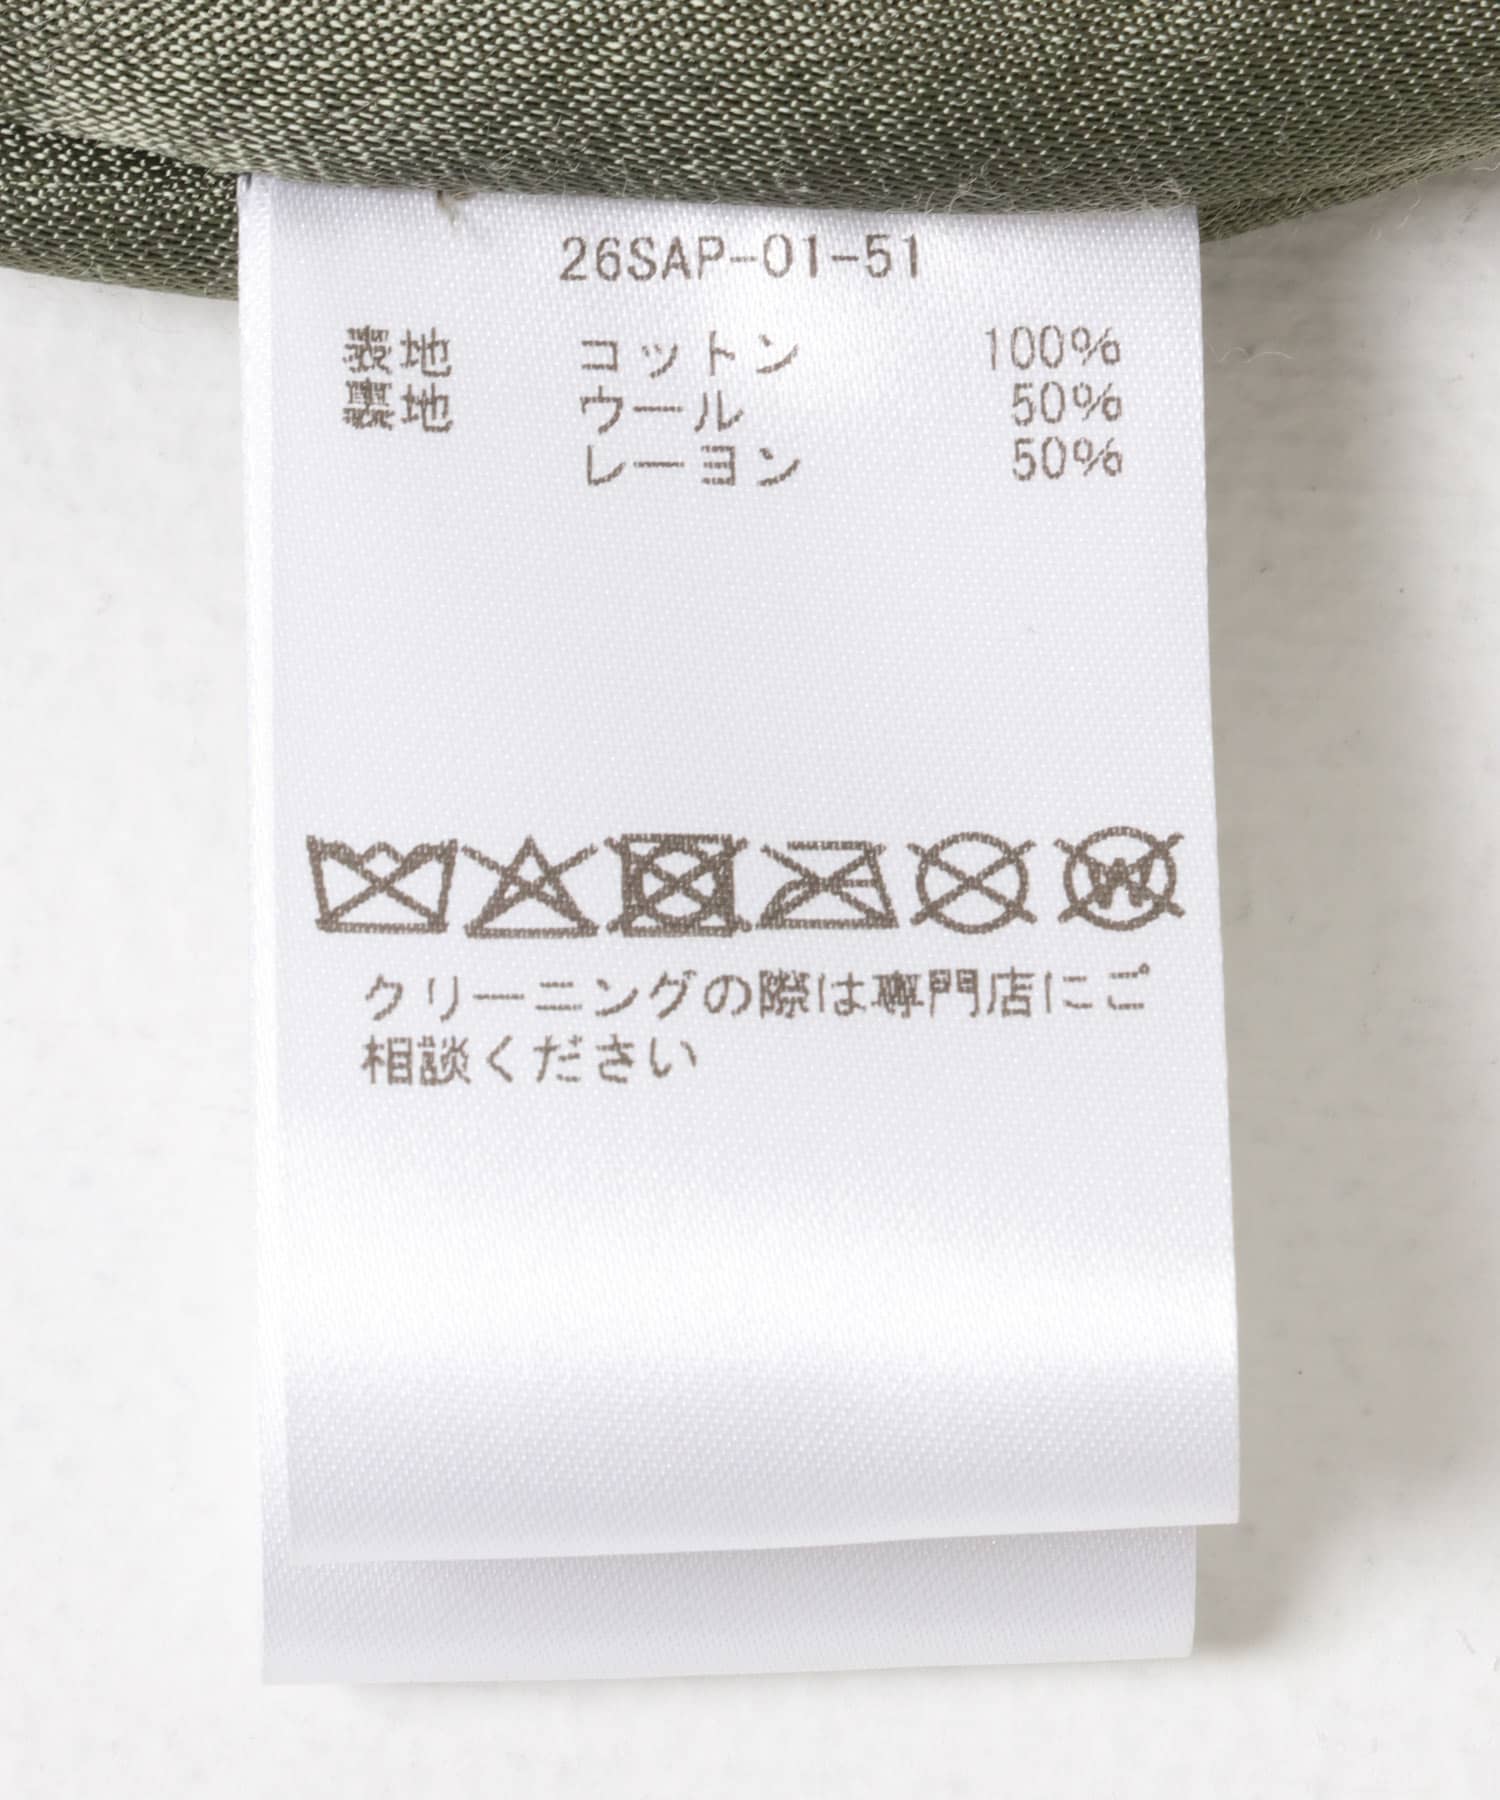 26SAP-01-51
表地 コットン 100%
裏地 ウール 50%
レーヨン 50%
W
クリーニングの際は専門店にご
相談ください